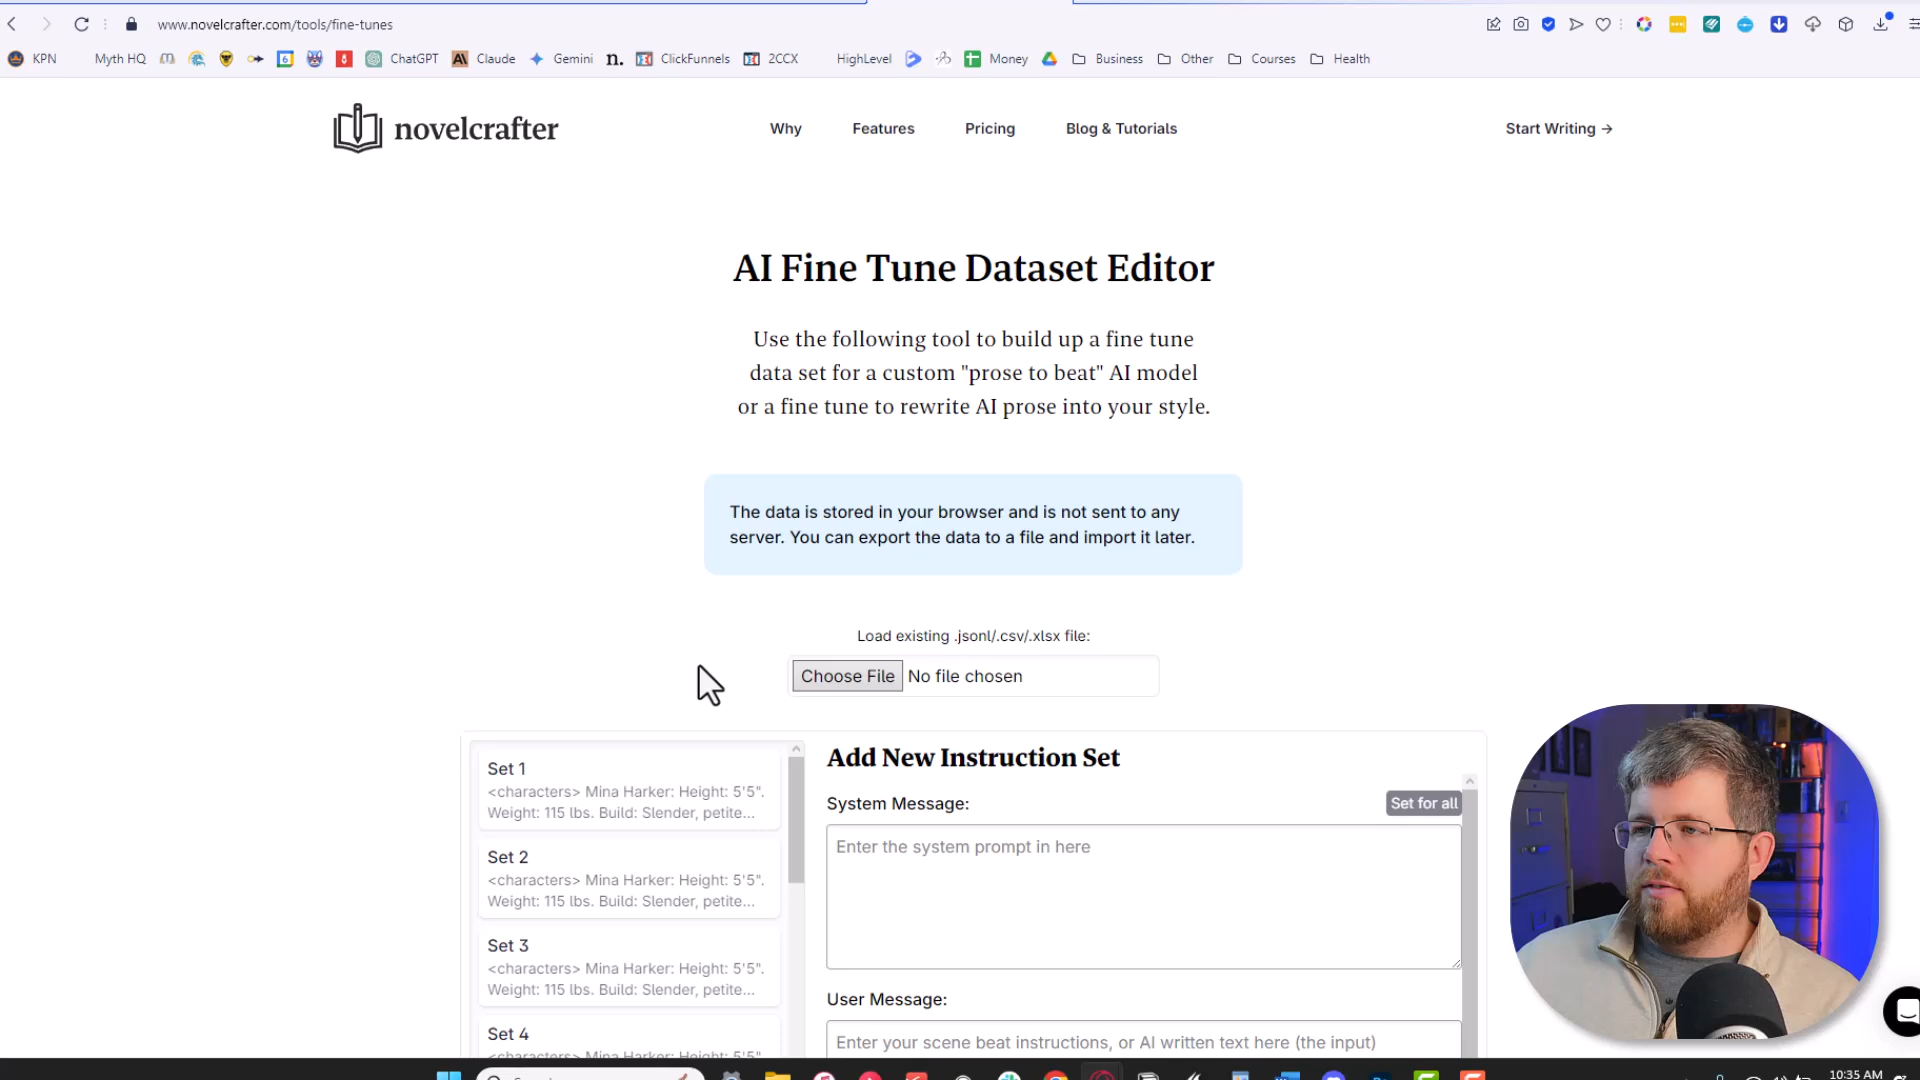 www.novelcrafter.com/tools/fine-tunes
KPN Myth HQ 6 ChatGPT Claude Gemini n. ClickFunnels 2CCX HighLevel Money Business Other Courses Health
novelcrafter Why Features Pricing Blog & Tutorials Start Writing →
AI Fine Tune Dataset Editor
Use the following tool to build up a fine tune
data set for a custom "prose to beat" AI model
or a fine tune to rewrite AI prose into your style.
The data is stored in your browser and is not sent to any
server. You can export the data to a file and import it later.
Load existing .jsonl/.csv/.xlsx file:
Choose File No file chosen
Set 1
<characters> Mina Harker: Height: 5'5".
Weight: 115 lbs. Build: Slender, petite...
Set 2
<characters> Mina Harker: Height: 5'5".
Weight: 115 lbs. Build: Slender, petite...
Set 3
<characters> Mina Harker: Height: 5'5".
Weight: 115 lbs. Build: Slender, petite...
Set 4
<characters> Mina Harker: Height: 5'5".
Add New Instruction Set
System Message: Set for all
Enter the system prompt in here
User Message:
Enter your scene beat instructions, or AI written text here (the input)
10:35 AM